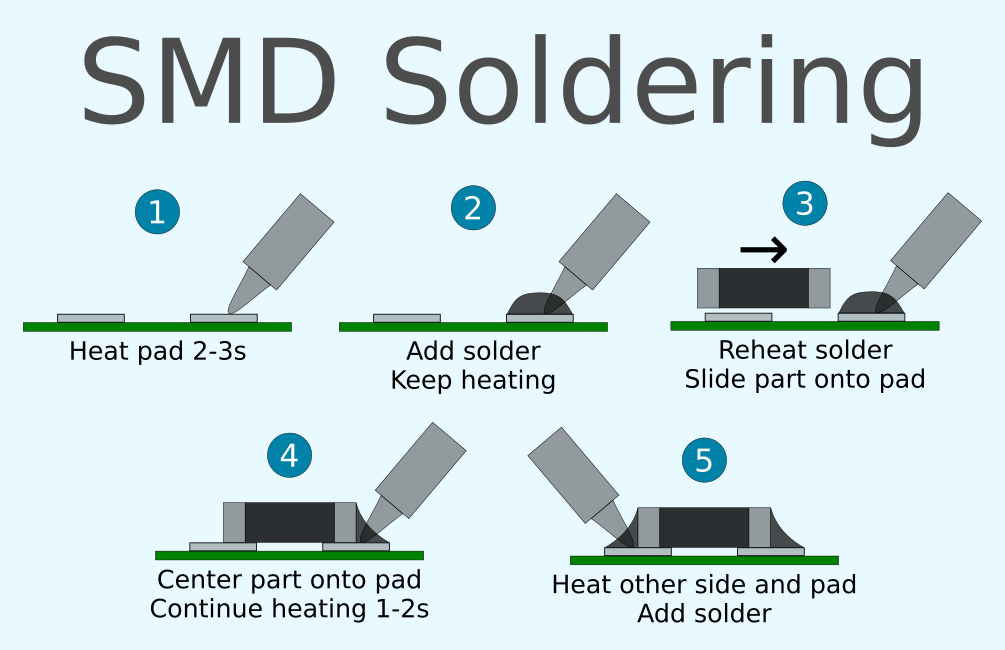 SMD Soldering
1
Heat pad 2-3s
2
Add solder
Keep heating
3
→
Reheat solder
Slide part onto pad
4
Center part onto pad
Continue heating 1-2s
5
Heat other side and pad
Add solder